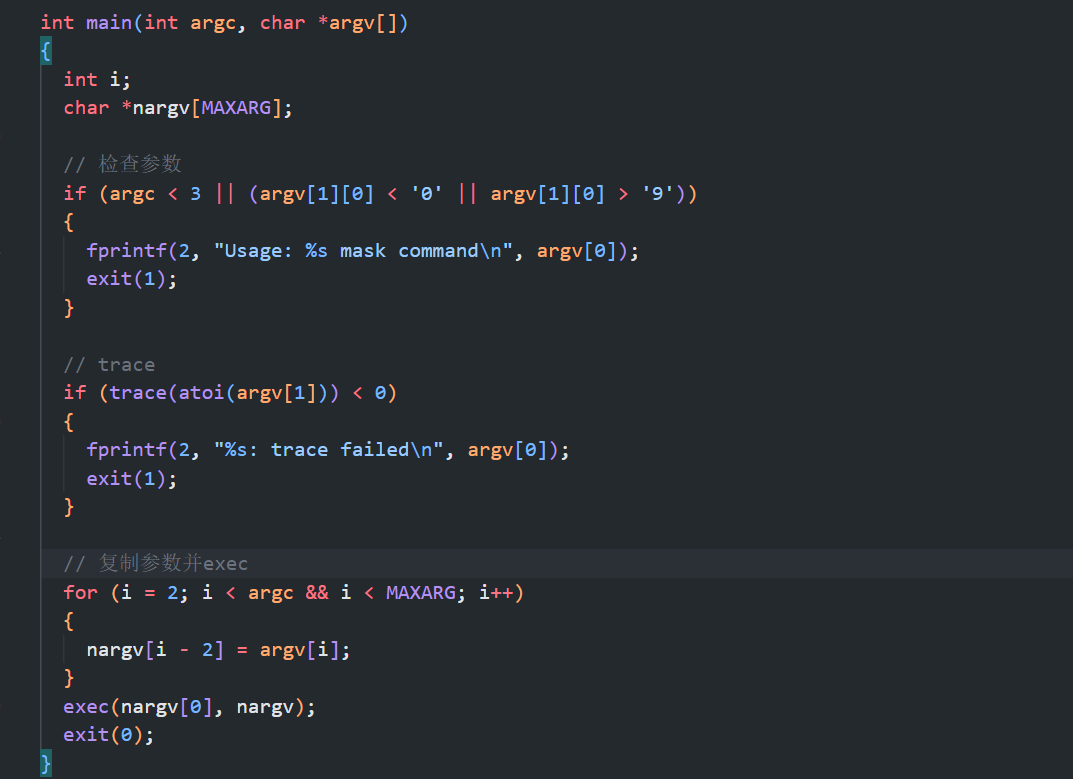 int main(int argc, char *argv[])
{
  int i;
  char *nargv[MAXARG];

  // 检查参数
  if (argc < 3 || (argv[1][0] < '0' || argv[1][0] > '9'))
  {
    fprintf(2, "Usage: %s mask command\n", argv[0]);
    exit(1);
  }

  // trace
  if (trace(atoi(argv[1])) < 0)
  {
    fprintf(2, "%s: trace failed\n", argv[0]);
    exit(1);
  }

  // 复制参数并exec
  for (i = 2; i < argc && i < MAXARG; i++)
  {
    nargv[i - 2] = argv[i];
  }
  exec(nargv[0], nargv);
  exit(0);
}